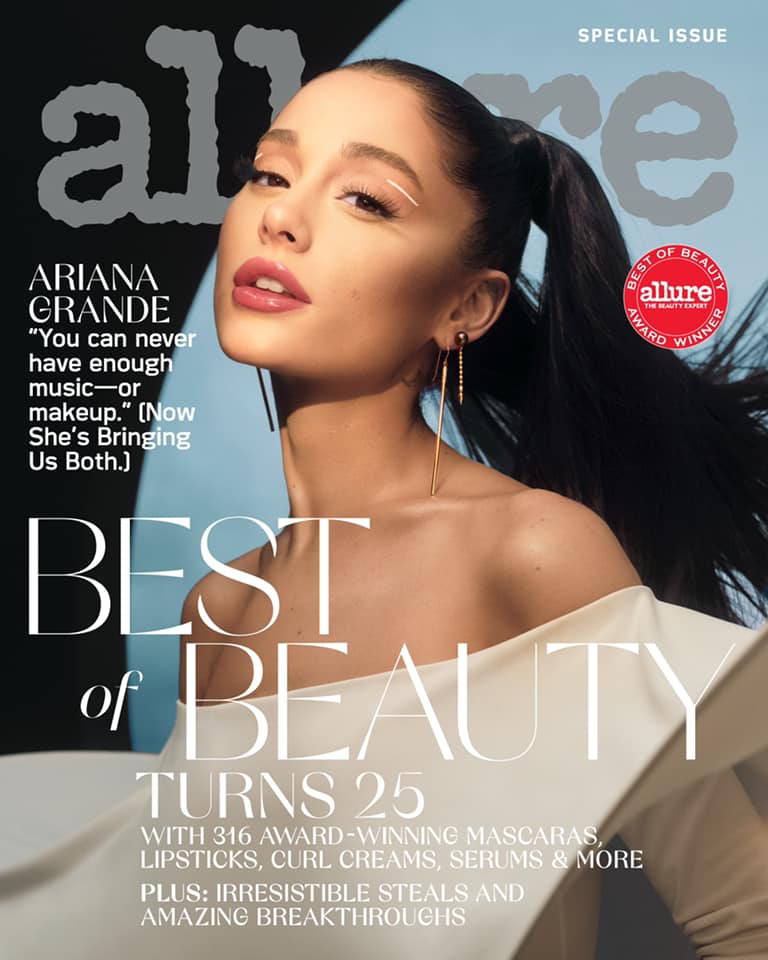 SPECIAL ISSUE
allure
ARIANA
GRANDE
"You can never
have enough
music—or
makeup." (Now
She's Bringing
Us Both.)
BEST OF BEAUTY
allure
THE BEAUTY EXPERT
AWARD WINNER
BEST
of BEAUTY
TURNS 25
WITH 316 AWARD-WINNING MASCARAS,
LIPSTICKS, CURL CREAMS, SERUMS & MORE
PLUS: IRRESISTIBLE STEALS AND
AMAZING BREAKTHROUGHS